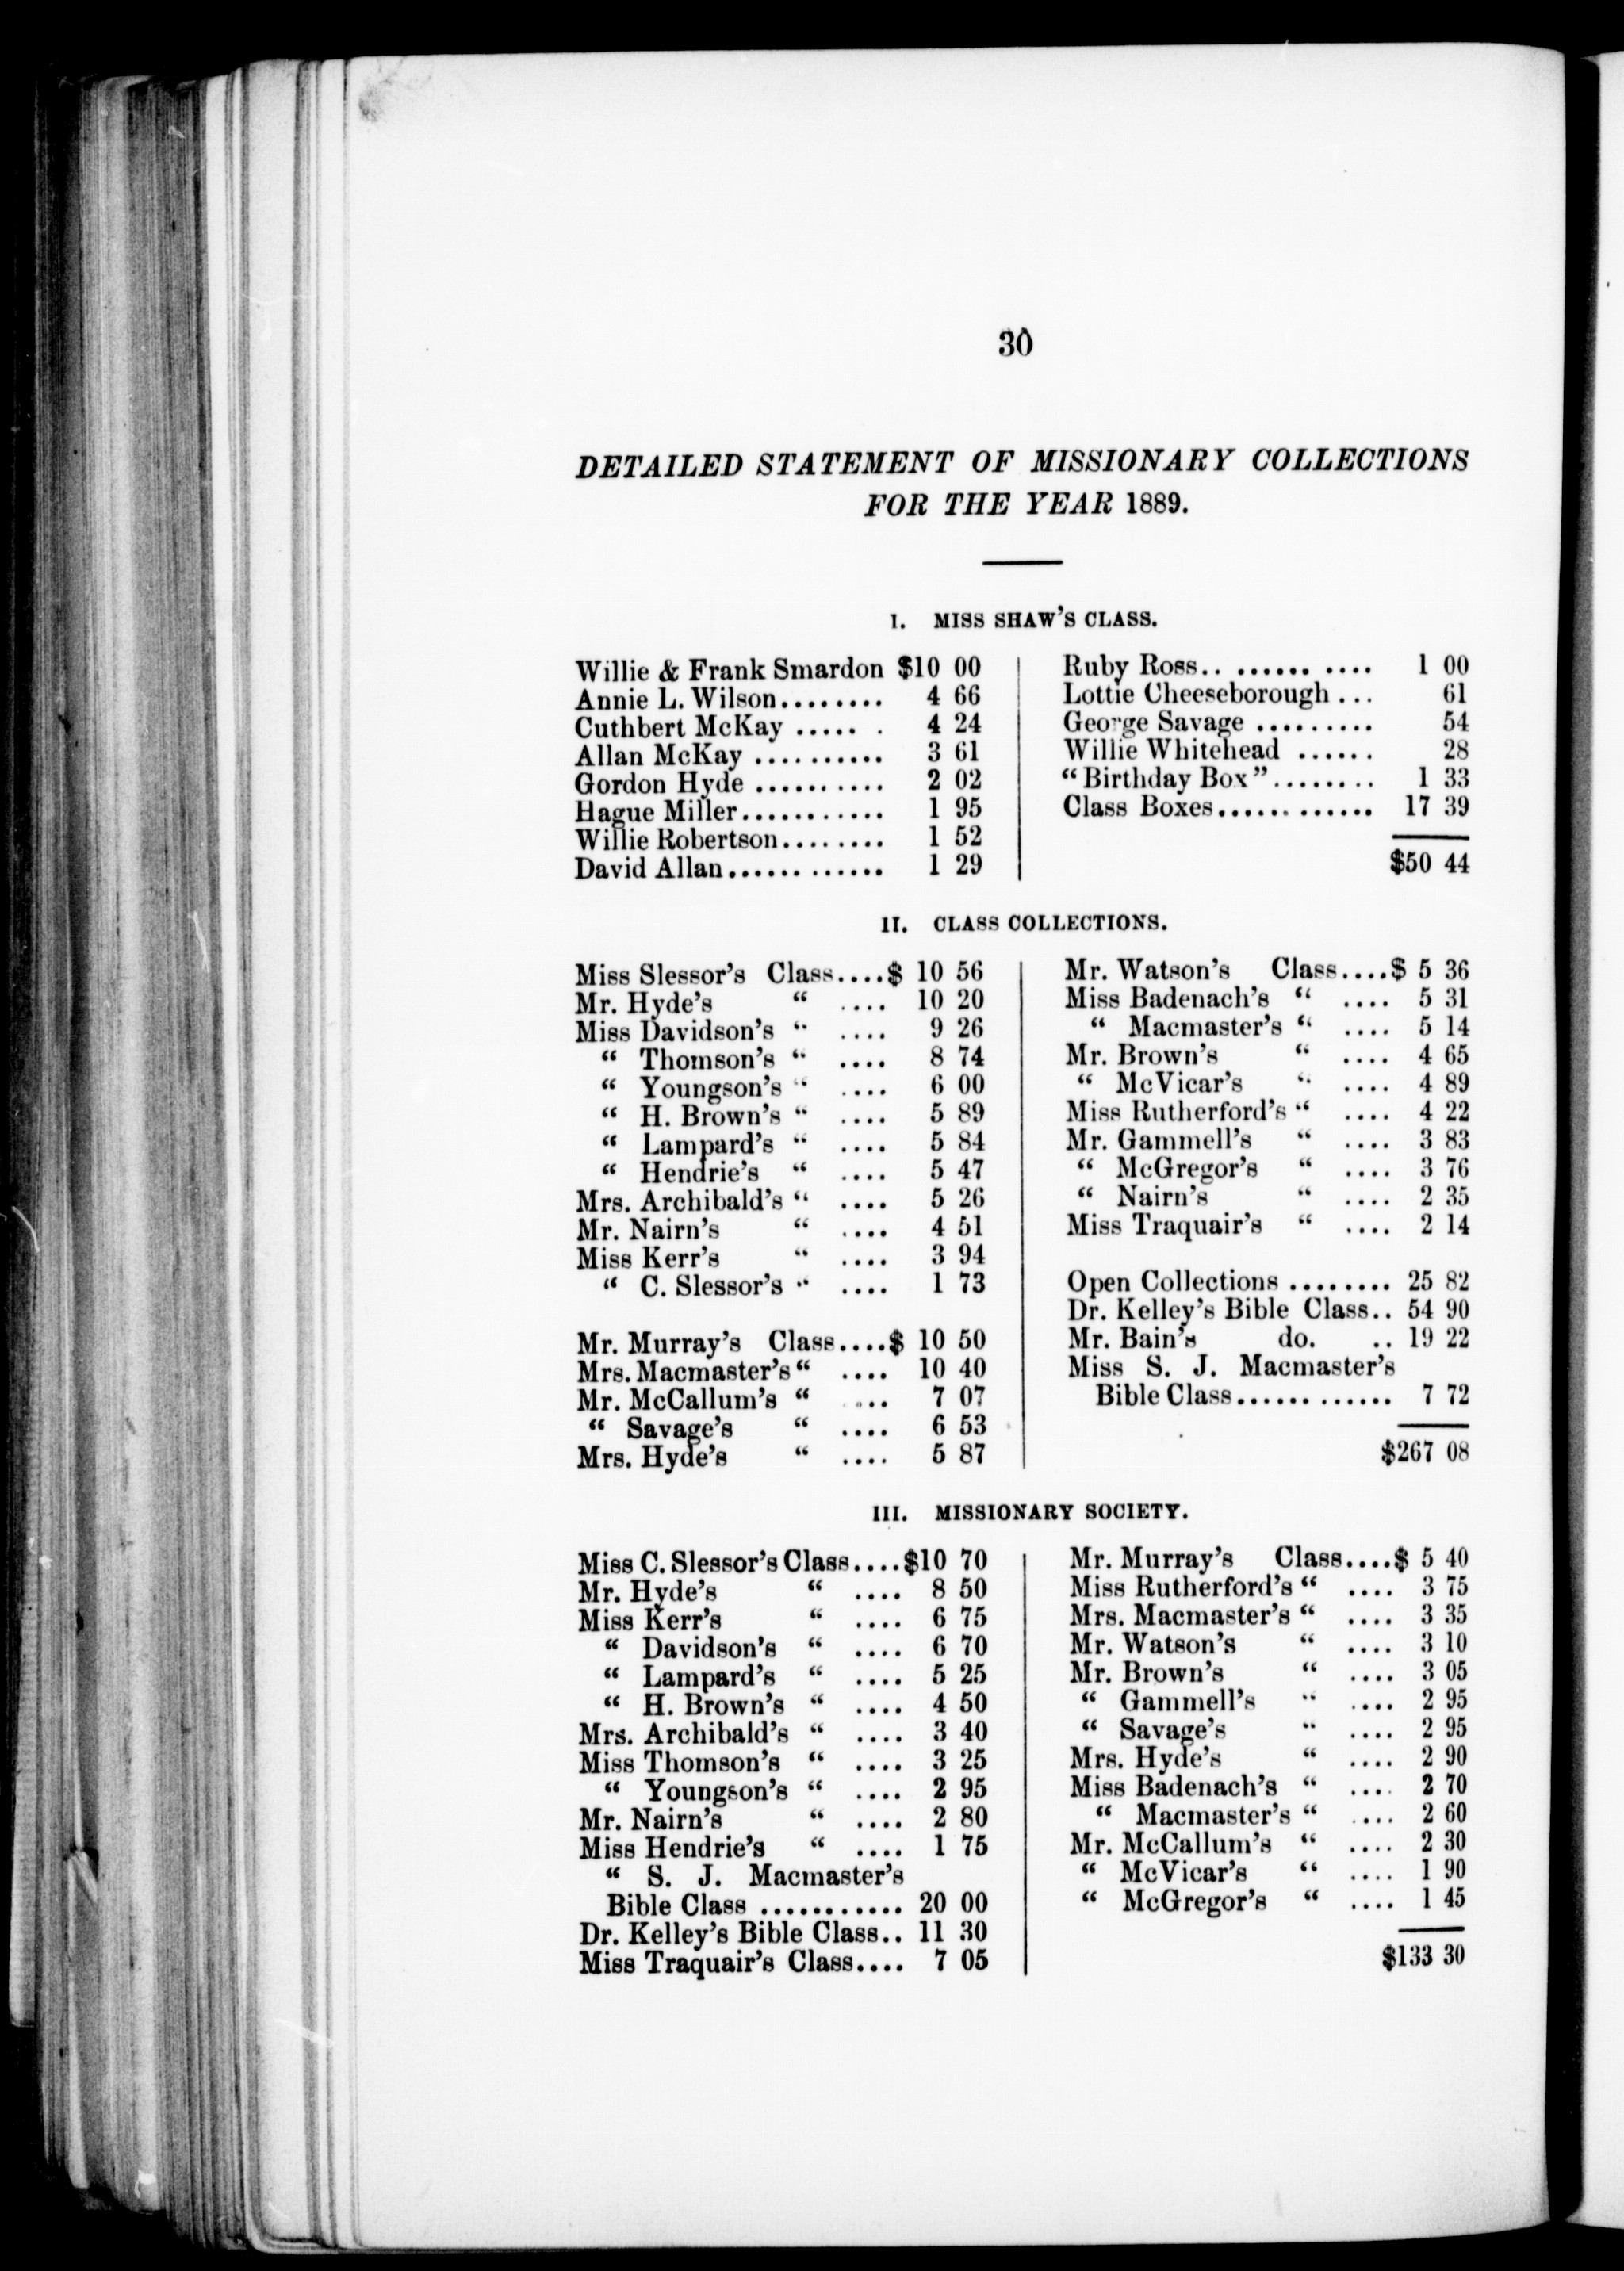 30
DETAILED STATEMENT OF MISSIONARY COLLECTIONS
FOR THE YEAR 1889.
I. MISS SHAW'S CLASS.
Willie & Frank Smardon $10 00
Annie L. Wilson........ 4 66
Cuthbert McKay ..... . 4 24
Allan McKay .......... 3 61
Gordon Hyde .......... 2 02
Hague Miller........... 1 95
Willie Robertson........ 1 52
David Allan............ 1 29
Ruby Ross.. ...... .... 1 00
Lottie Cheeseborough ... 61
George Savage ......... 54
Willie Whitehead ...... 28
"Birthday Box"........ 1 33
Class Boxes............ 17 39
$50 44
II. CLASS COLLECTIONS.
Miss Slessor's Class....$ 10 56
Mr. Hyde's " .... 10 20
Miss Davidson's " .... 9 26
" Thomson's " .... 8 74
" Youngson's " .... 6 00
" H. Brown's " .... 5 89
" Lampard's " .... 5 84
" Hendrie's " .... 5 47
Mrs. Archibald's " .... 5 26
Mr. Nairn's " .... 4 51
Miss Kerr's " .... 3 94
" C. Slessor's " .... 1 73
Mr. Murray's Class....$ 10 50
Mrs. Macmaster's " .... 10 40
Mr. McCallum's " .... 7 07
" Savage's " .... 6 53
Mrs. Hyde's " .... 5 87
Mr. Watson's Class....$ 5 36
Miss Badenach's " .... 5 31
" Macmaster's " .... 5 14
Mr. Brown's " .... 4 65
" McVicar's " .... 4 89
Miss Rutherford's " .... 4 22
Mr. Gammell's " .... 3 83
" McGregor's " .... 3 76
" Nairn's " .... 2 35
Miss Traquair's " .... 2 14
Open Collections ........ 25 82
Dr. Kelley's Bible Class.. 54 90
Mr. Bain's do. .. 19 22
Miss S. J. Macmaster's
Bible Class............ 7 72
$267 08
III. MISSIONARY SOCIETY.
Miss C. Slessor's Class....$10 70
Mr. Hyde's " .... 8 50
Miss Kerr's " .... 6 75
" Davidson's " .... 6 70
" Lampard's " .... 5 25
" H. Brown's " .... 4 50
Mrs. Archibald's " .... 3 40
Miss Thomson's " .... 3 25
" Youngson's " .... 2 95
Mr. Nairn's " .... 2 80
Miss Hendrie's " .... 1 75
" S. J. Macmaster's
Bible Class ........... 20 00
Dr. Kelley's Bible Class.. 11 30
Miss Traquair's Class.... 7 05
Mr. Murray's Class....$ 5 40
Miss Rutherford's " .... 3 75
Mrs. Macmaster's " .... 3 35
Mr. Watson's " .... 3 10
Mr. Brown's " .... 3 05
" Gammell's " .... 2 95
" Savage's " .... 2 95
Mrs. Hyde's " .... 2 90
Miss Badenach's " .... 2 70
" Macmaster's " .... 2 60
Mr. McCallum's " .... 2 30
" McVicar's " .... 1 90
" McGregor's " .... 1 45
$133 30